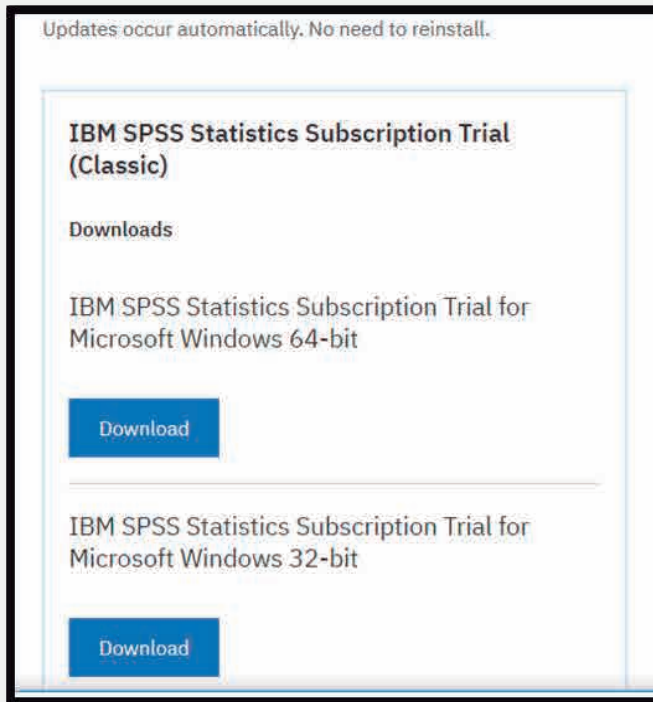 Updates occur automatically. No need to reinstall.
IBM SPSS Statistics Subscription Trial
(Classic)
Downloads
IBM SPSS Statistics Subscription Trial for
Microsoft Windows 64-bit
Download
IBM SPSS Statistics Subscription Trial for
Microsoft Windows 32-bit
Download